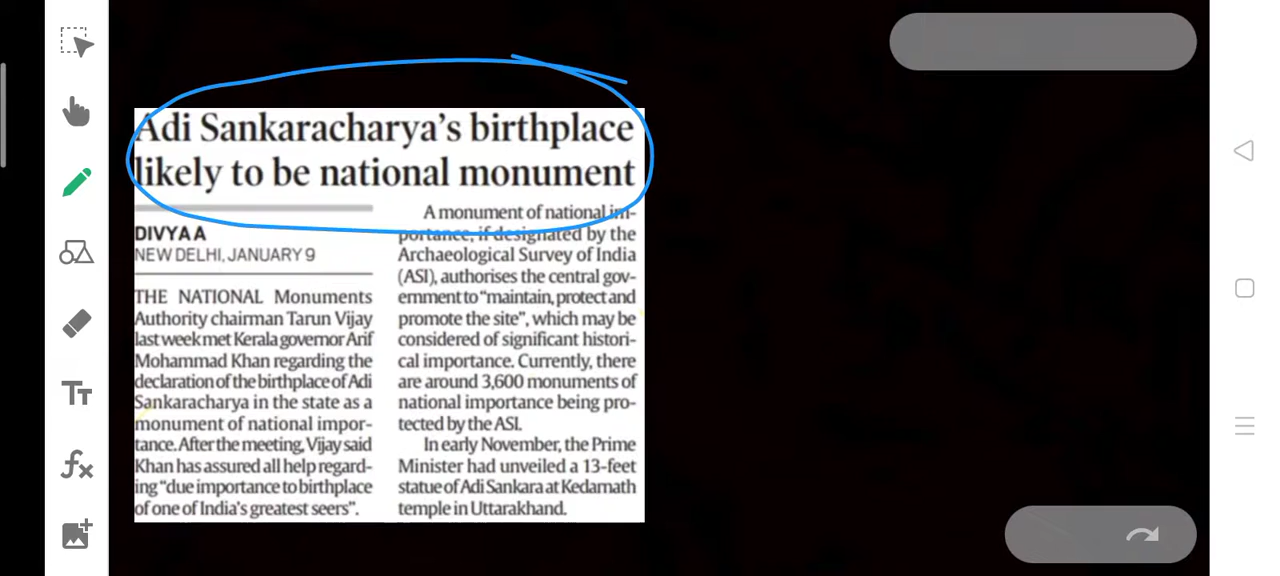 Adi Sankaracharya's birthplace
likely to be national monument
DIVYA A
NEW DELHI, JANUARY 9
THE NATIONAL Monuments
Authority chairman Tarun Vijay
last week met Kerala governor Arif
Mohammad Khan regarding the
declaration of the birthplace of Adi
Sankaracharya in the state as a
monument of national impor-
tance. After the meeting, Vijay said
Khan has assured all help regard-
ing "due importance to birthplace
of one of India's greatest seers".
A monument of national im-
portance, if designated by the
Archaeological Survey of India
(ASI), authorises the central gov-
ernment to "maintain, protect and
promote the site", which may be
considered of significant histori-
cal importance. Currently, there
are around 3,600 monuments of
national importance being pro-
tected by the ASI.
In early November, the Prime
Minister had unveiled a 13-feet
statue of Adi Sankara at Kedarnath
temple in Uttarakhand.
TT
fx